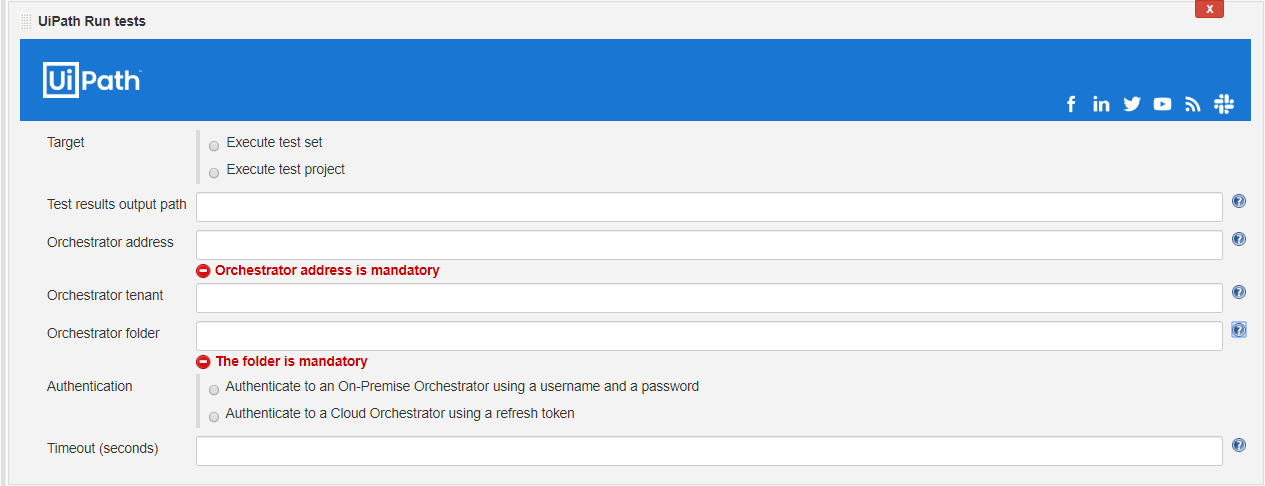 UiPath Run tests
x
UiPath™
Target
Execute test set
Execute test project
Test results output path
Orchestrator address
Orchestrator address is mandatory
Orchestrator tenant
Orchestrator folder
The folder is mandatory
Authentication
Authenticate to an On-Premise Orchestrator using a username and a password
Authenticate to a Cloud Orchestrator using a refresh token
Timeout (seconds)